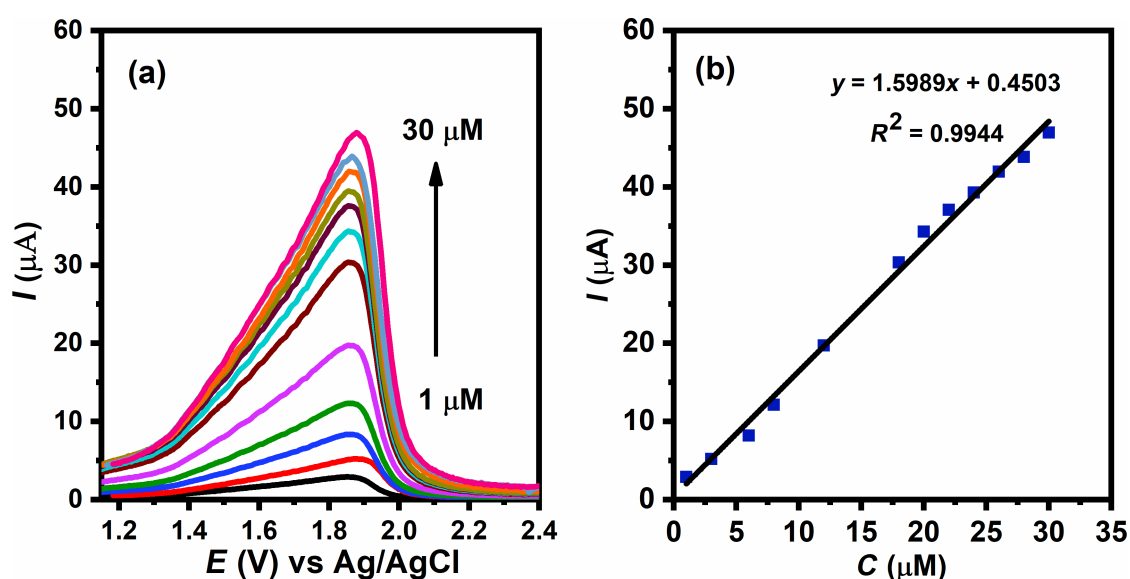 (a)
30 μM
1 μM
60
50
40
30
20
10
0
I (μA)
1.2 1.4 1.6 1.8 2.0 2.2 2.4
E (V) vs Ag/AgCl
(b)
y = 1.5989x + 0.4503
R² = 0.9944
60
50
40
30
20
10
0
I (μA)
0 5 10 15 20 25 30 35
C (μM)